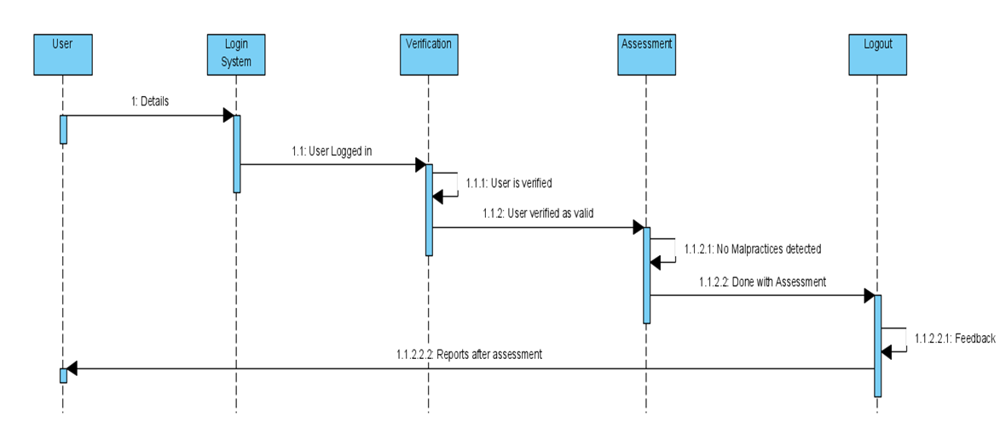 User
Login
System
Verification
Assessment
Logout
1: Details
1.1: User Logged in
1.1.1: User is verified
1.1.2: User verified as valid
1.1.2.1: No Malpractices detected
1.1.2.2: Done with Assessment
1.1.2.2.1: Feedback
1.1.2.2.2: Reports after assessment